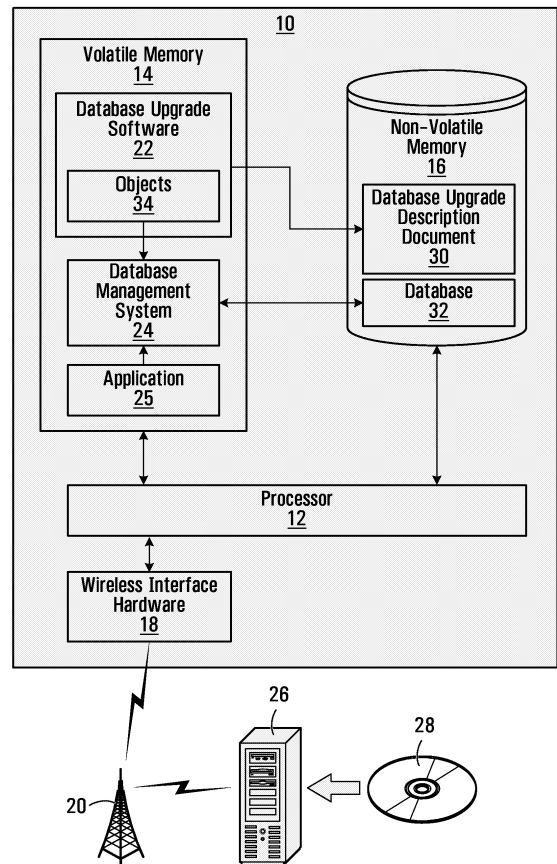 10
Volatile Memory
14
Database Upgrade
Software
22
Objects
34
Database
Management
System
24
Application
25
Non-Volatile
Memory
16
Database Upgrade
Description
Document
30
Database
32
Processor
12
Wireless Interface
Hardware
18
20
26
28